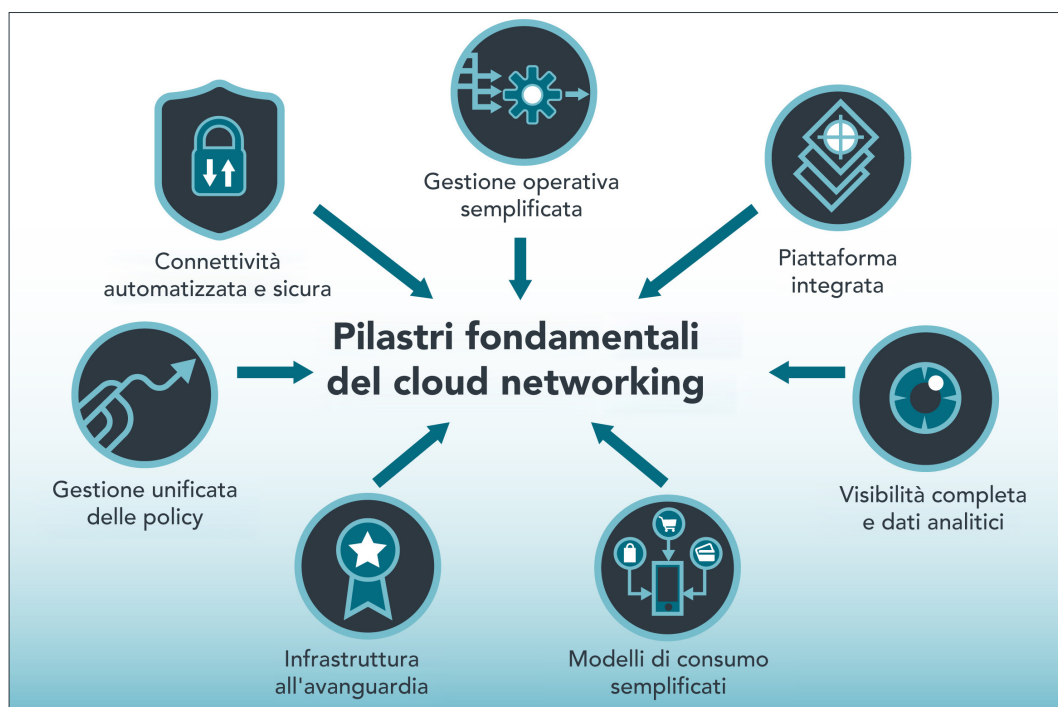 Gestione operativa
semplificata
Connettività
automatizzata e sicura
Piattaforma
integrata
Pilastri fondamentali
del cloud networking
Gestione unificata
delle policy
Visibilità completa
e dati analitici
Infrastruttura
all'avanguardia
Modelli di consumo
semplificati